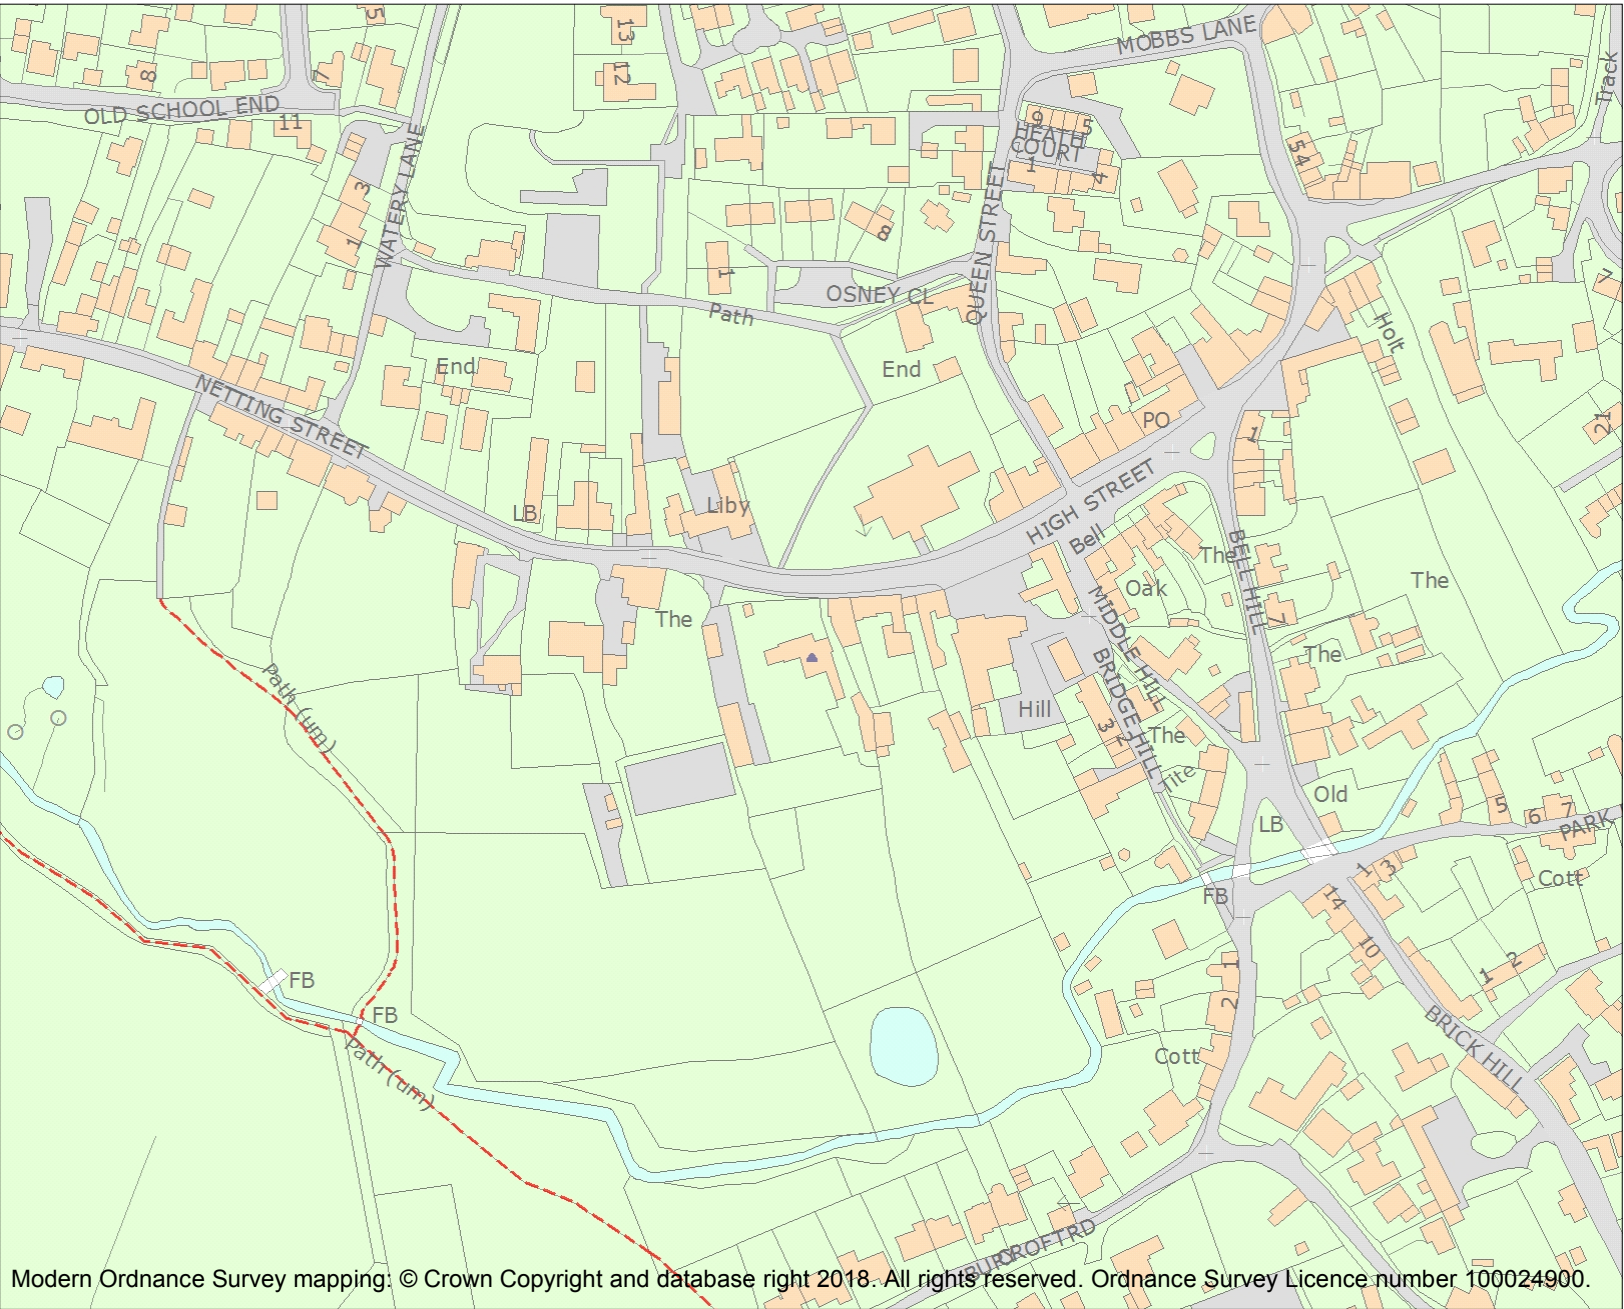 5
13
MOBBS LANE
Track
8
7
12
OLD SCHOOL END
11
9
5
HEATH
COURT
1
4
54
WATERY LANE
3
1
QUEEN STREET
8
1
OSNEY CL
Path
7
Holt
End
End
NETTING STREET
PO
1
21
LB
Liby
HIGH STREET
Bell
The
BELL HILL
Oak
The
MIDDLE HILL
The
7
The
Path (um)
BRIDGE HILL
Hill
3
The
Tite
Old
LB
5
6
7
PARK
1
3
Cott
FB
14
10
FB
1
2
1
2
FB
BRICK HILL
Path (um)
Cott
BURY
CROFT RD
Modern Ordnance Survey mapping: © Crown Copyright and database right 2018. All rights reserved. Ordnance Survey Licence number 100024900.